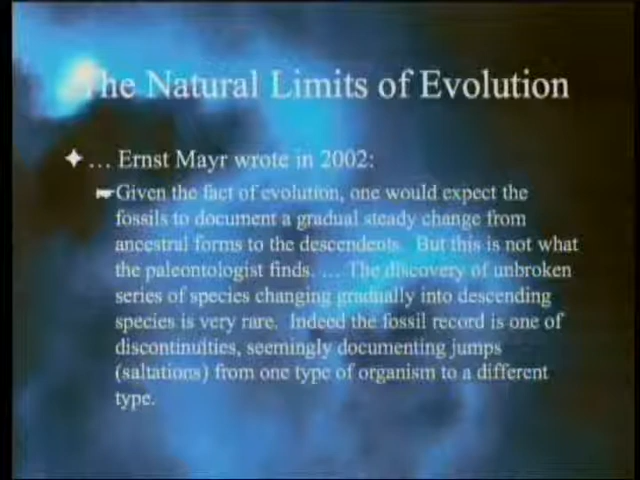 The Natural Limits of Evolution
… Ernst Mayr wrote in 2002:
Given the fact of evolution, one would expect the
fossils to document a gradual steady change from
ancestral forms to the descendents. But this is not what
the paleontologist finds. … The discovery of unbroken
series of species changing gradually into descending
species is very rare. Indeed the fossil record is one of
discontinuities, seemingly documenting jumps
(saltations) from one type of organism to a different
type.